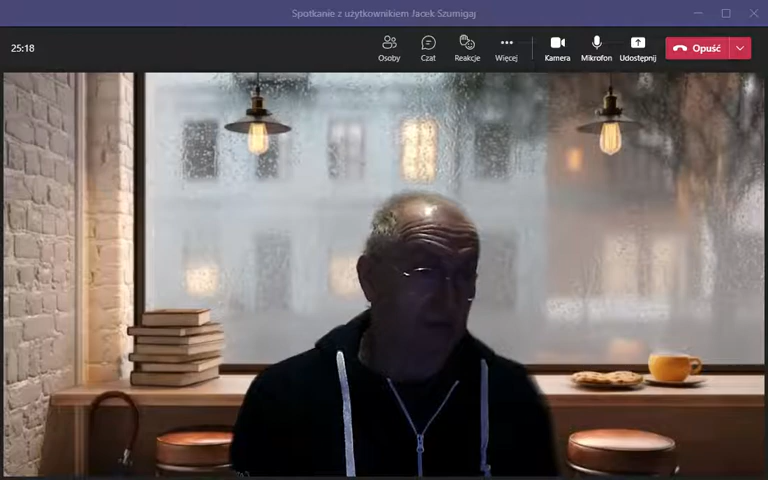 Spotkanie z użytkownikiem Jacek Szumigaj
25:18
Osoby
Czat
Reakcje
Więcej
Kamera
Mikrofon
Udostępnij
Opuść